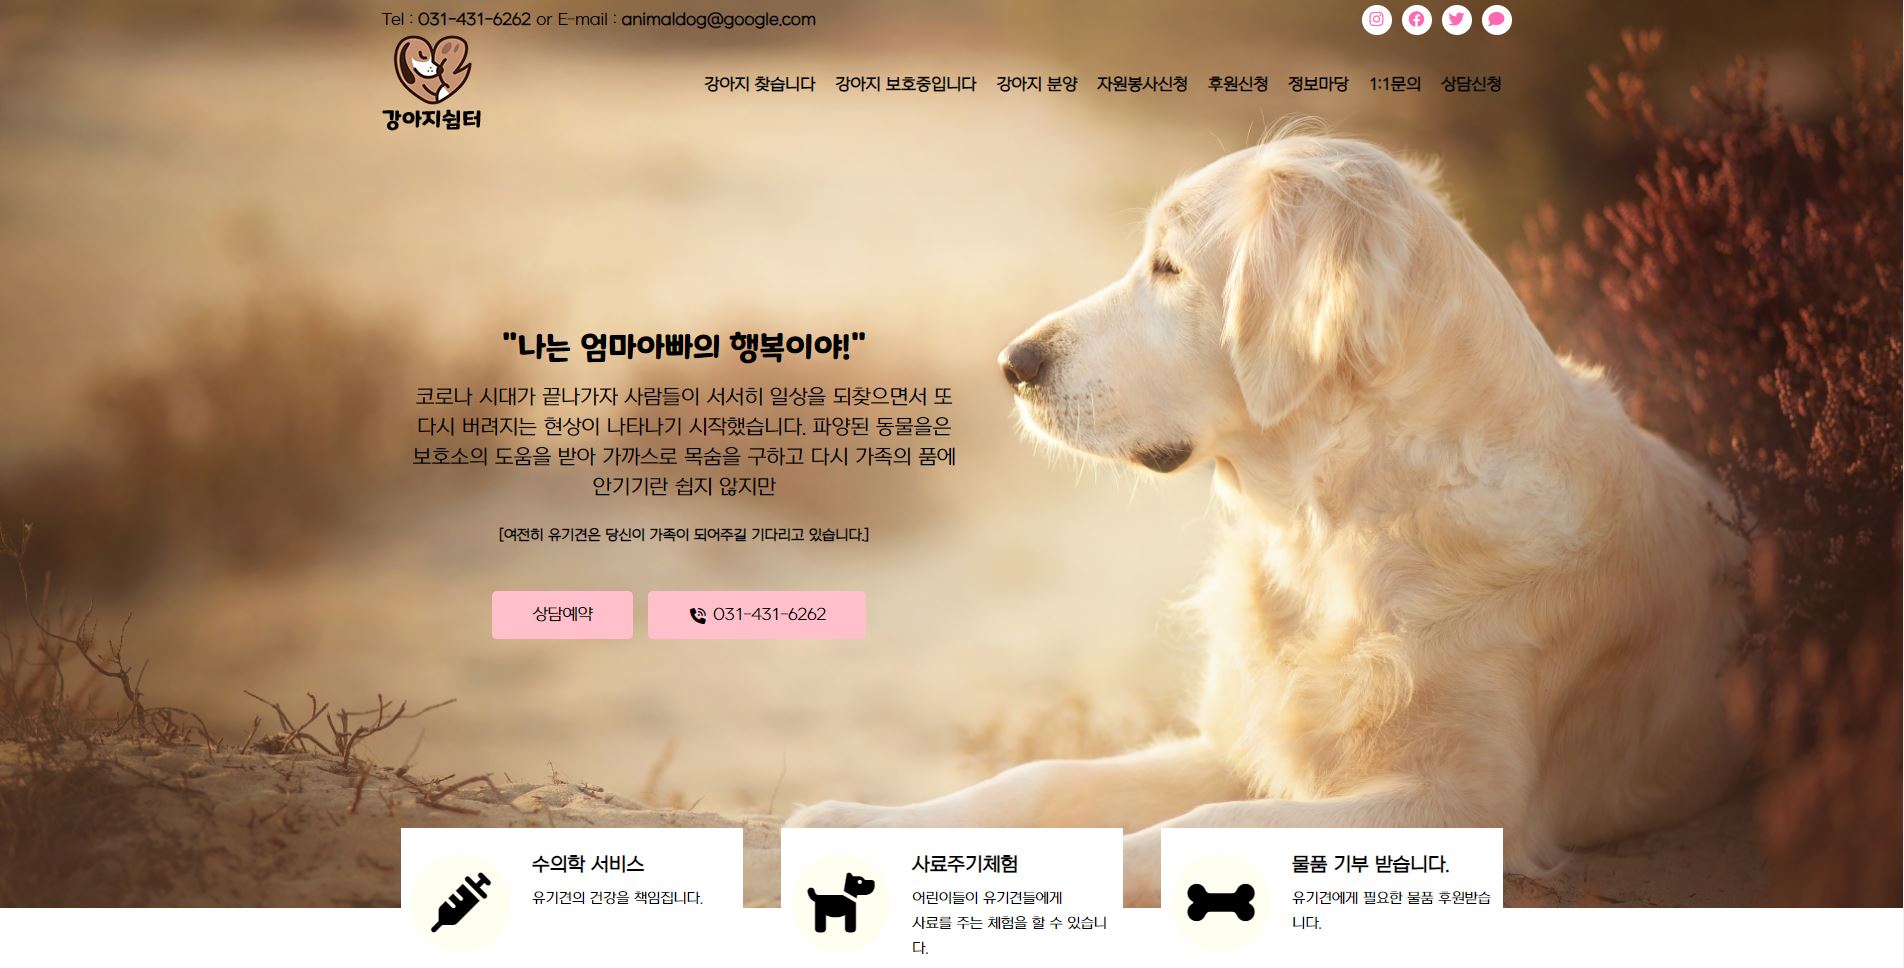 Tel : 031-431-6262 or E-mail : animaldog@google.com
강아지쉼터
강아지 찾습니다 강아지 보호중입니다 강아지 분양 자원봉사신청 후원신청 정보마당 1:1문의 상담신청
"나는 엄마아빠의 행복이야!"
코로나 시대가 끝나가자 사람들이 서서히 일상을 되찾으면서 또
다시 버려지는 현상이 나타나기 시작했습니다. 파양된 동물을은
보호소의 도움을 받아 가까스로 목숨을 구하고 다시 가족의 품에
안기기란 쉽지 않지만
[여전히 유기견은 당신이 가족이 되어주길 기다리고 있습니다.]
상담예약
031-431-6262
수의학 서비스
유기견의 건강을 책임집니다.
사료주기체험
어린이들이 유기견들에게
사료를 주는 체험을 할 수 있습니
다.
물품 기부 받습니다.
유기견에게 필요한 물품 후원받습
니다.